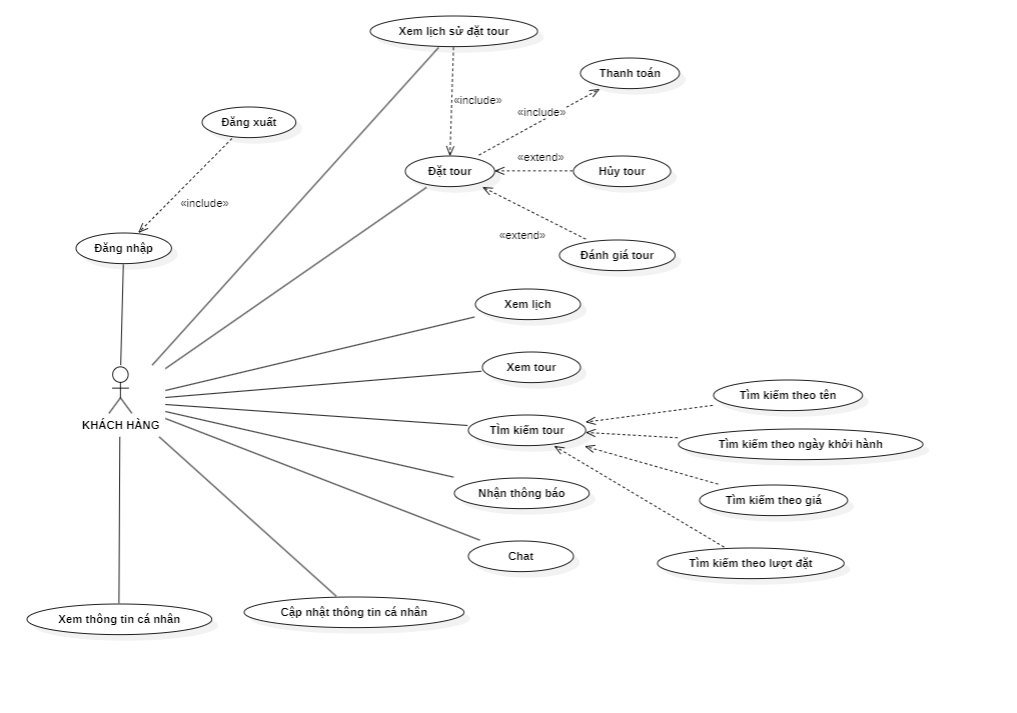 Xem lịch sử đặt tour
Thanh toán
«include»
«include»
Đăng xuất
«extend»
Đặt tour
Hủy tour
«include»
«extend»
Đăng nhập
Đánh giá tour
Xem lịch
Xem tour
Tìm kiếm theo tên
KHÁCH HÀNG
TÌm kiếm tour
Tìm kiếm theo ngày khởi hành
Nhận thông báo
Tìm kiếm theo giá
Chat
Tìm kiếm theo lượt đặt
Xem thông tin cá nhân
Cập nhật thông tin cá nhân